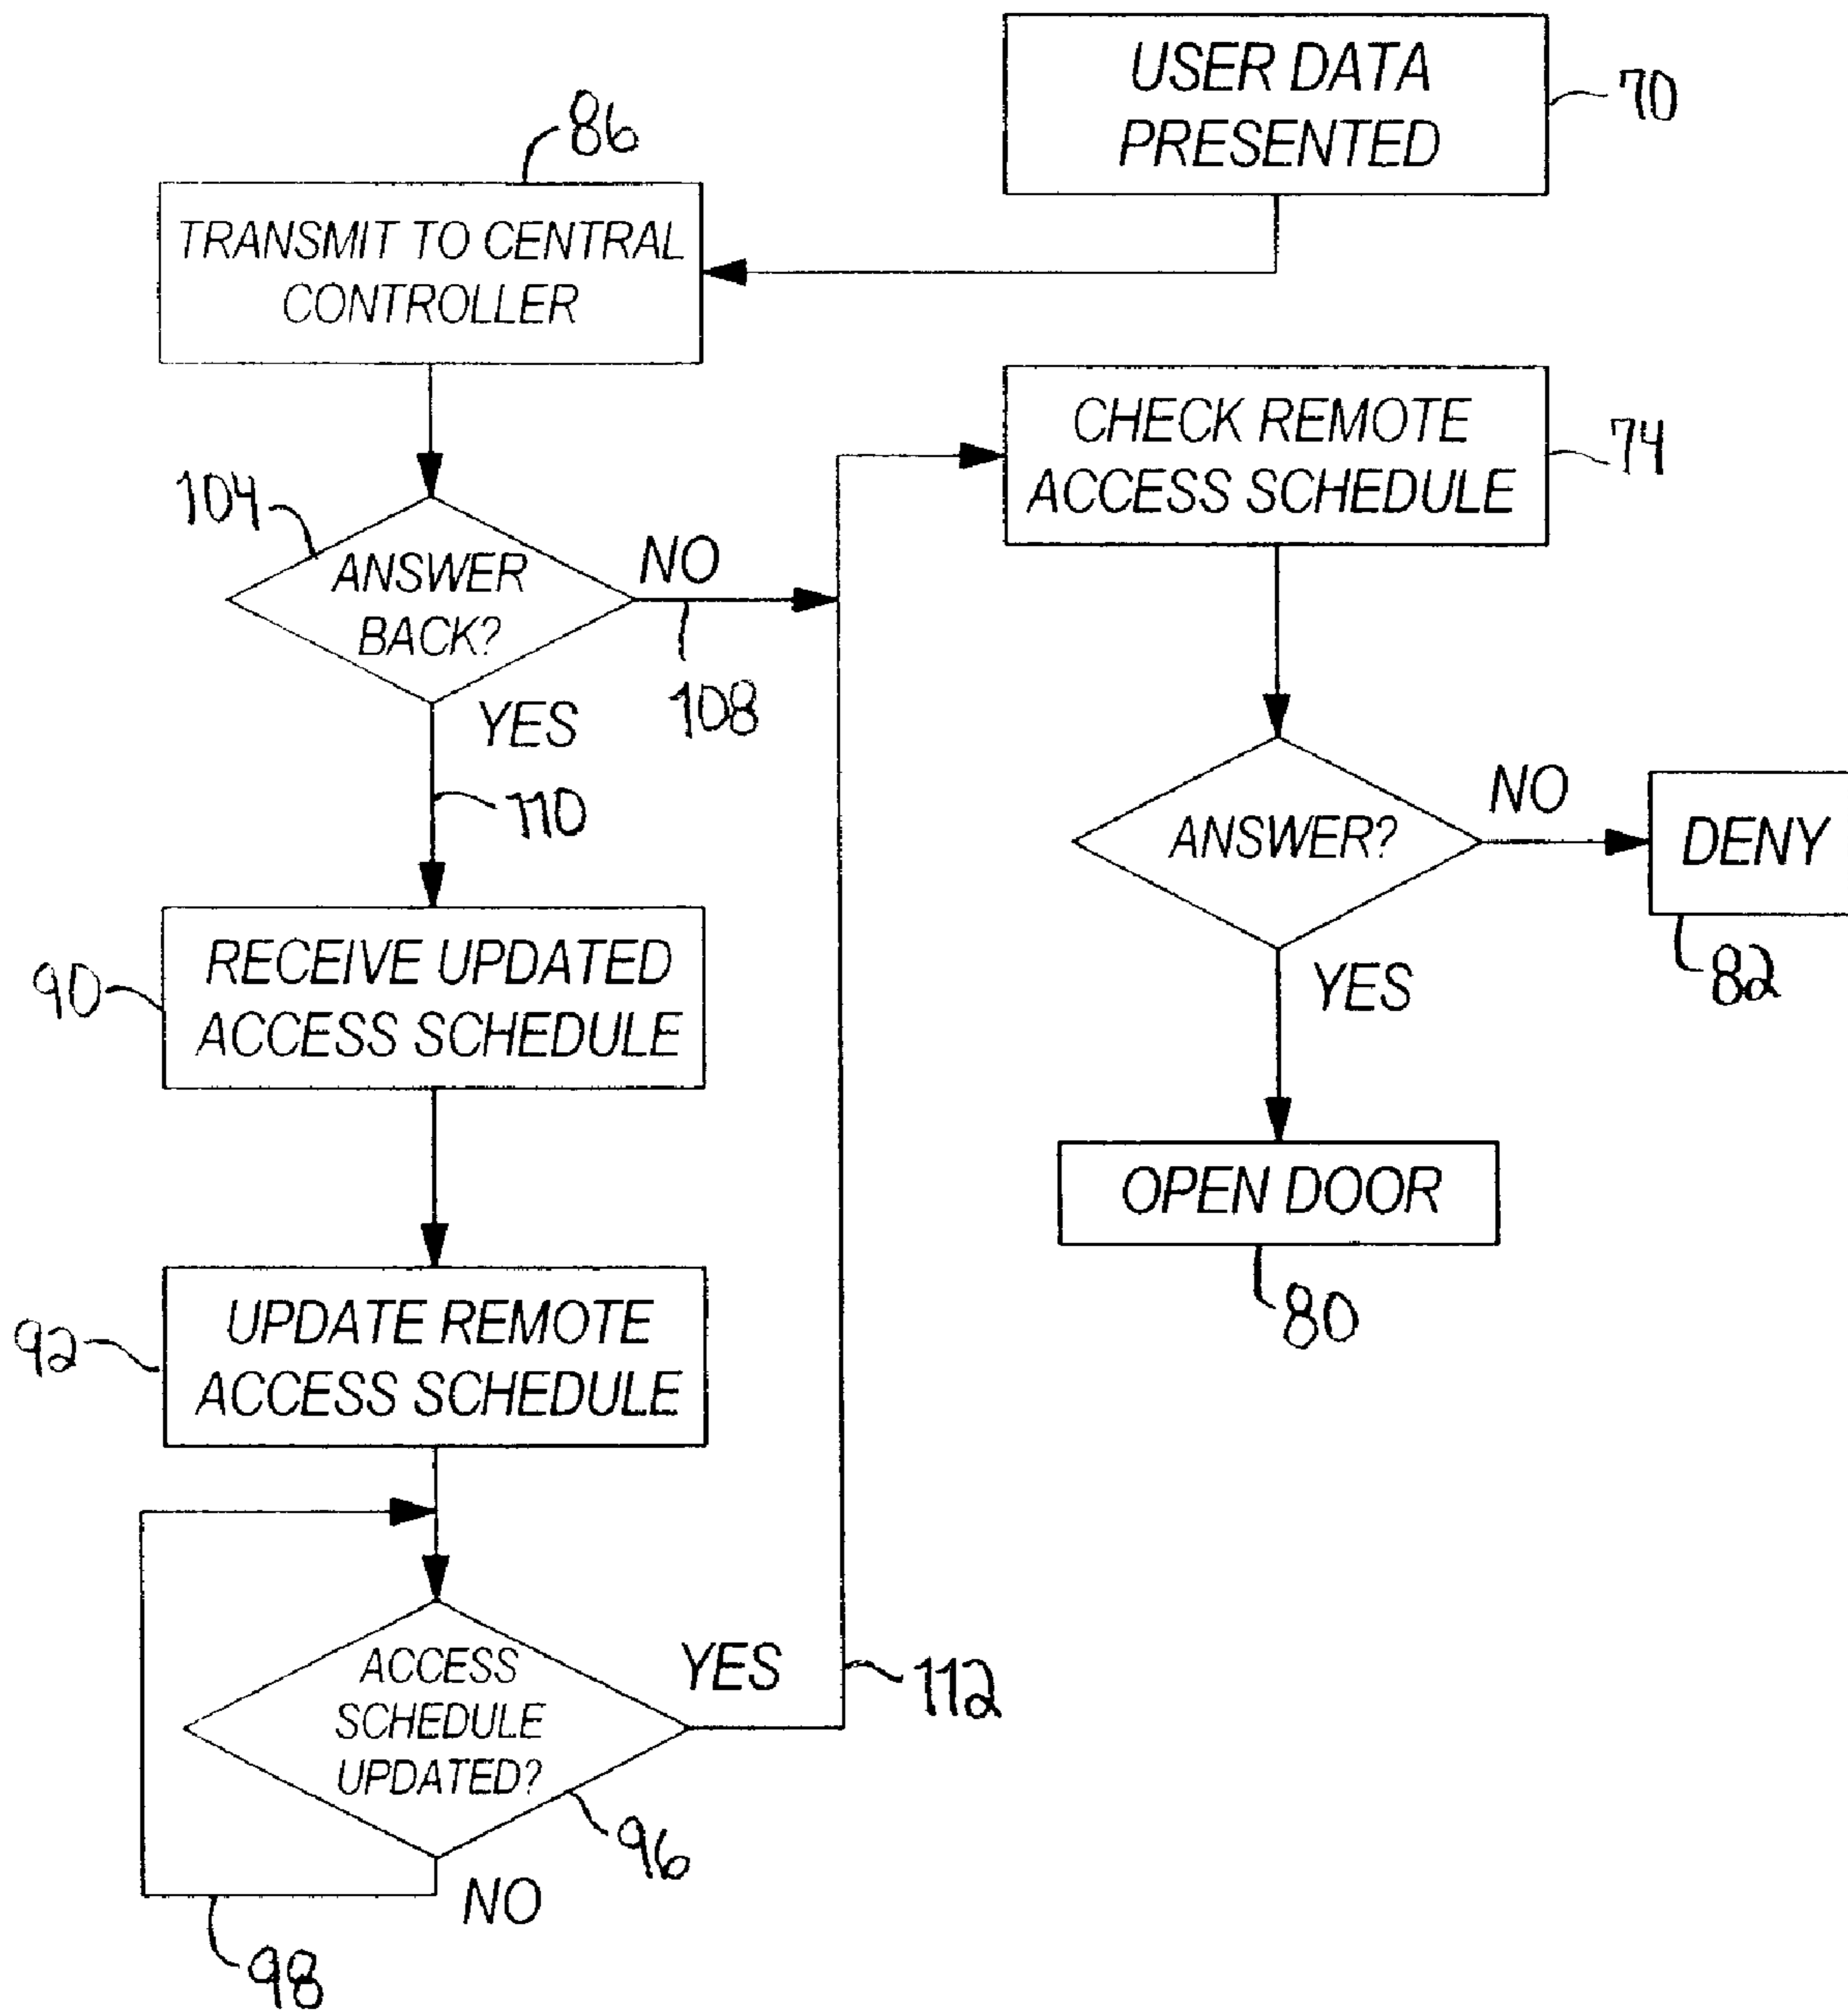 USER DATA
PRESENTED
70
86
TRANSMIT TO CENTRAL
CONTROLLER
104
ANSWER
BACK?
NO
108
YES
110
90
RECEIVE UPDATED
ACCESS SCHEDULE
92
UPDATE REMOTE
ACCESS SCHEDULE
ACCESS
SCHEDULE
UPDATED?
YES
112
96
NO
98
CHECK REMOTE
ACCESS SCHEDULE
74
ANSWER?
NO
DENY
82
YES
OPEN DOOR
80